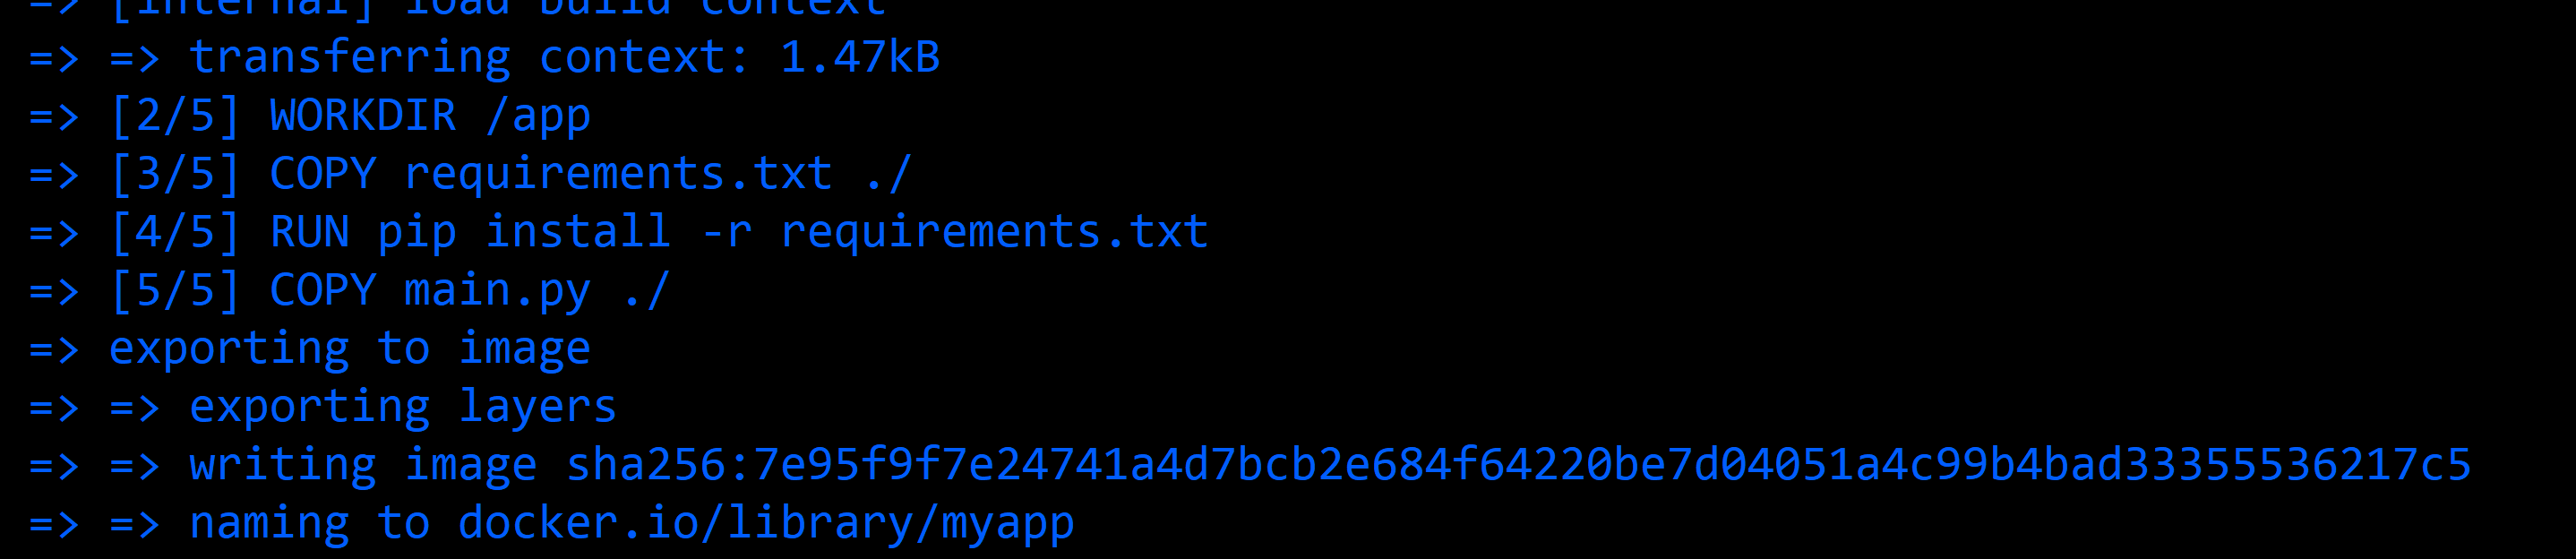 => [internal] load build context
=> => transferring context: 1.47kB
=> [2/5] WORKDIR /app
=> [3/5] COPY requirements.txt ./
=> [4/5] RUN pip install -r requirements.txt
=> [5/5] COPY main.py ./
=> exporting to image
=> => exporting layers
=> => writing image sha256:7e95f9f7e24741a4d7bcb2e684f64220be7d04051a4c99b4bad33355536217c5
=> => naming to docker.io/library/myapp